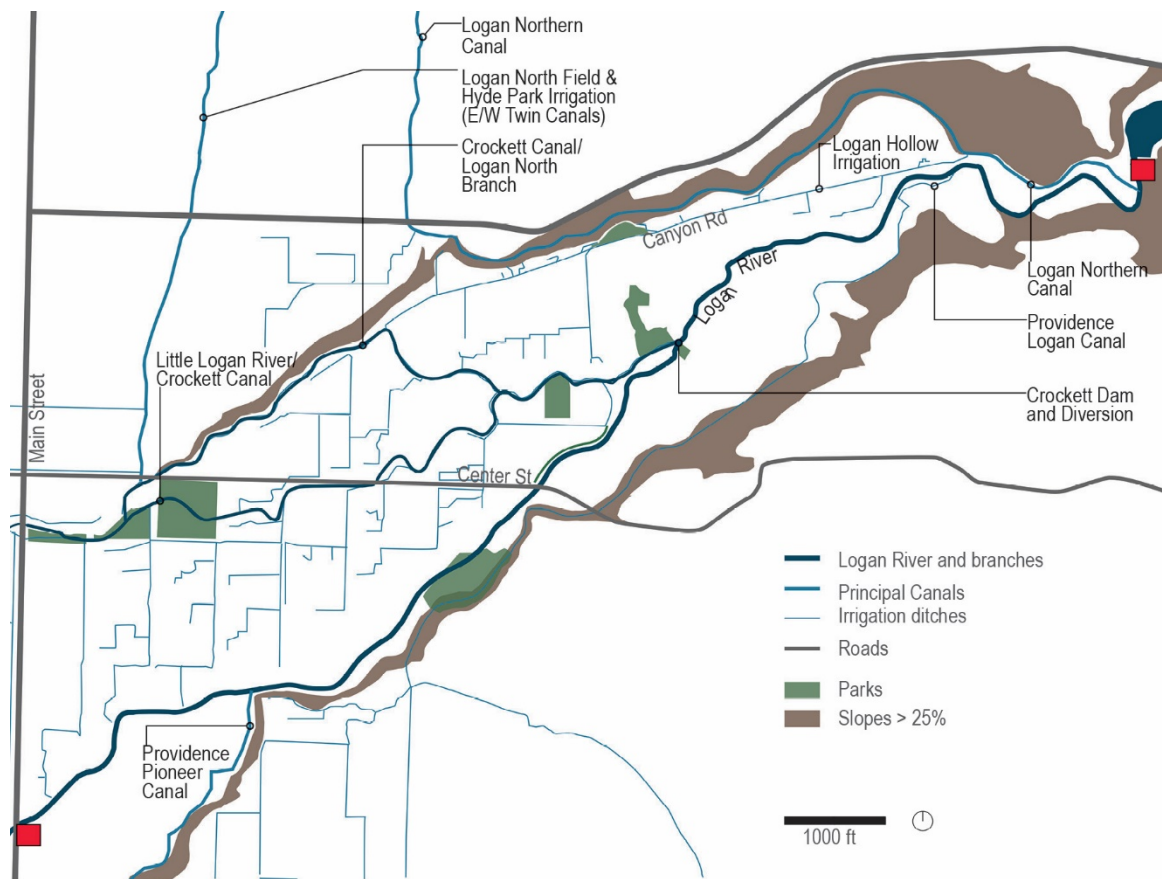 Logan Northern
Canal
Logan North Field &
Hyde Park Irrigation
(E/W Twin Canals)
Crockett Canal/
Logan North
Branch
Logan Hollow
Irrigation
Canyon Rd
Logan River
Logan Northern
Canal
Providence
Logan Canal
Little Logan River/
Crockett Canal
Main Street
Crockett Dam
and Diversion
Center St
Logan River and branches
Principal Canals
Irrigation ditches
Roads
Parks
Slopes > 25%
Providence
Pioneer
Canal
1000 ft